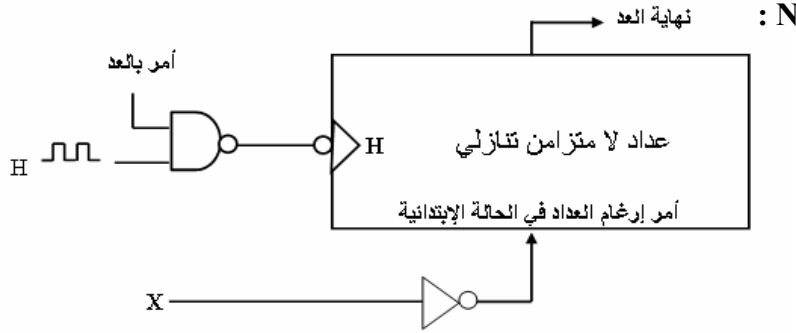 N :
نهاية العد
أمر بالعد
H
H
عداد لا متزامن تنازلي
أمر إرغام العداد في الحالة الإبتدائية
X